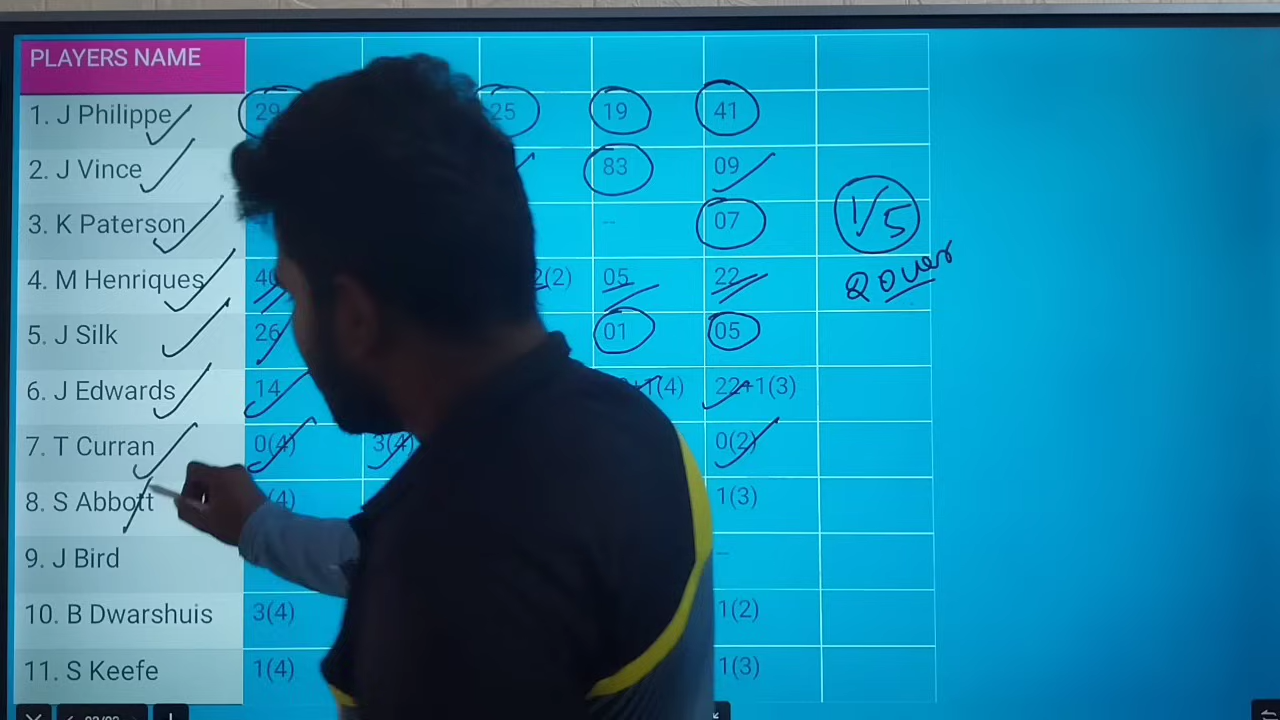 PLAYERS NAME
1. J Philippe 29 25 19 41
2. J Vince 83 09
3. K Paterson -- 07 1/5
4. M Henriques 40 2(2) 05 22 2 over
5. J Silk 26 01 05
6. J Edwards 14 +1(4) 22+1(3)
7. T Curran 0(4) 3(4) 0(2)
8. S Abbott (4) 1(3)
9. J Bird --
10. B Dwarshuis 3(4) 1(2)
11. S Keefe 1(4) 1(3)